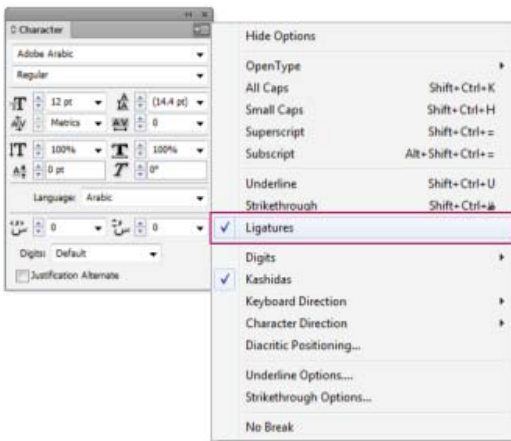 Character
Adobe Arabic
Regular
12 pt
(14.4 pt)
Metrics
0
100%
100%
0 pt
0°
Language: Arabic
0
0
Digits: Default
Justification Alternate
Hide Options
OpenType
All Caps Shift+Ctrl+K
Small Caps Shift+Ctrl+H
Superscript Shift+Ctrl+=
Subscript Alt+Shift+Ctrl+=
Underline Shift+Ctrl+U
Strikethrough Shift+Ctrl+
Ligatures
Digits
Kashidas
Keyboard Direction
Character Direction
Diacritic Positioning...
Underline Options....
Strikethrough Options...
No Break